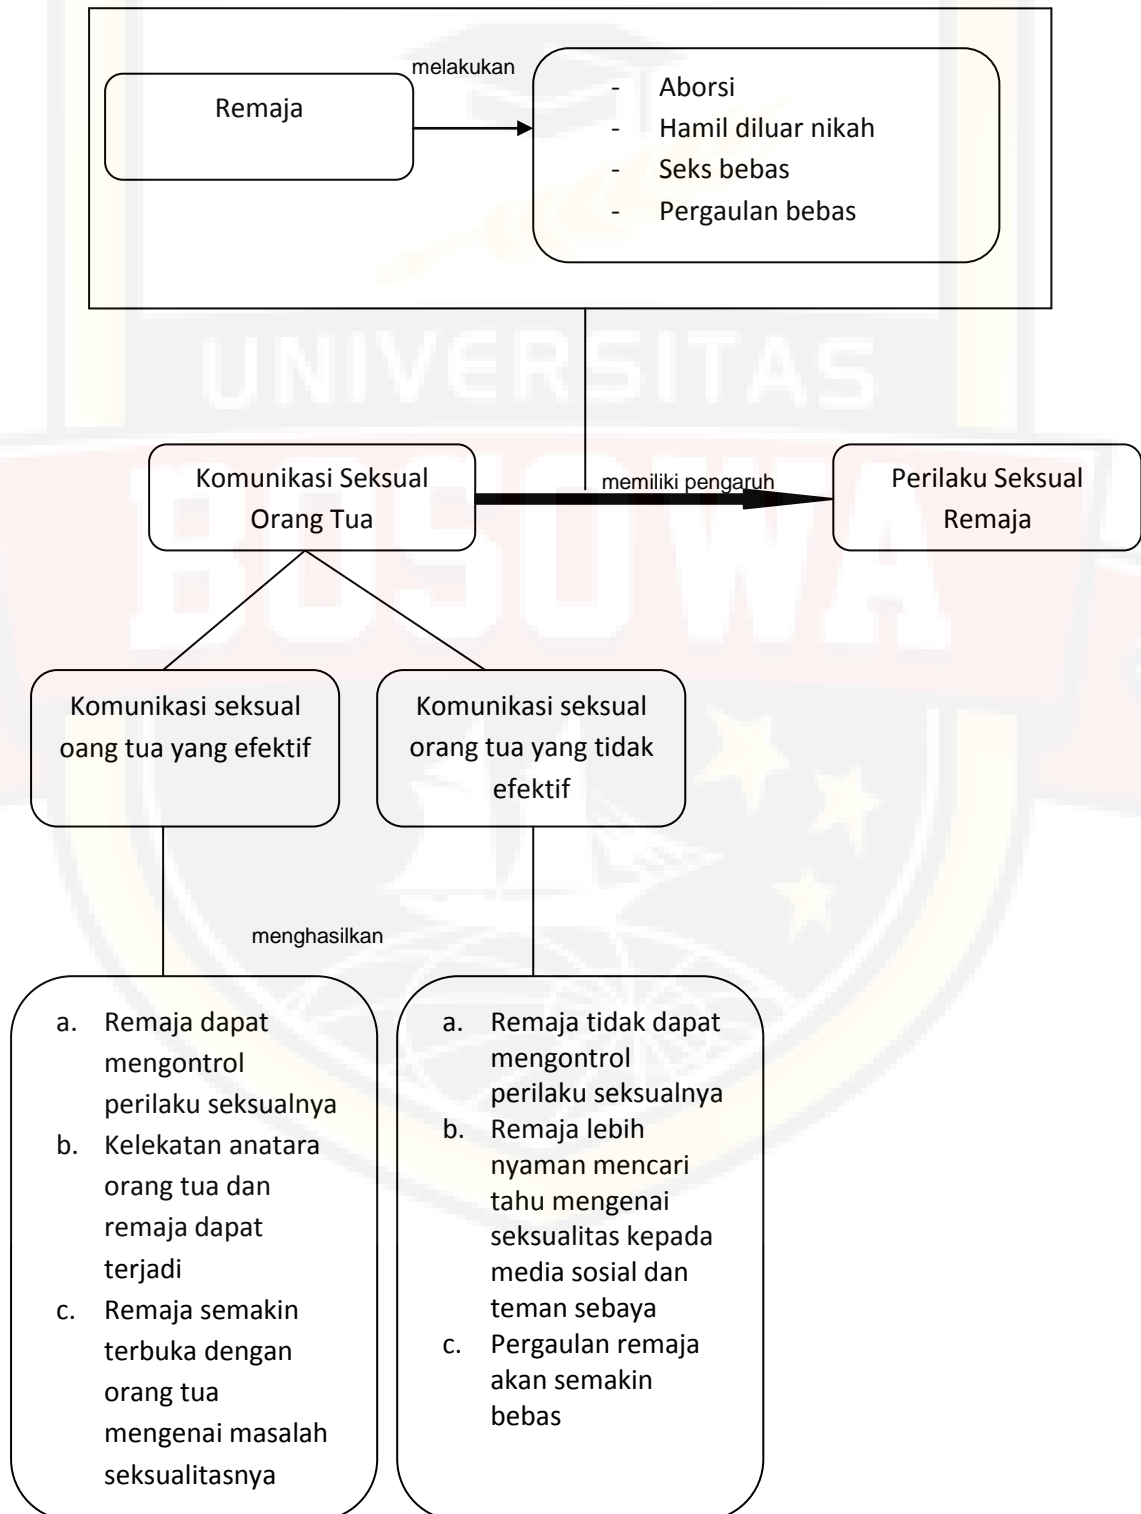 melakukan
Remaja
- Aborsi
- Hamil diluar nikah
- Seks bebas
- Pergaulan bebas
UNIVERSITAS
BOSOWA
Komunikasi Seksual
Orang Tua
memiliki pengaruh
Perilaku Seksual
Remaja
Komunikasi seksual
oang tua yang efektif
Komunikasi seksual
orang tua yang tidak
efektif
menghasilkan
a. Remaja dapat
mengontrol
perilaku seksualnya
b. Kelekatan anatara
orang tua dan
remaja dapat
terjadi
c. Remaja semakin
terbuka dengan
orang tua
mengenai masalah
seksualitasnya
a. Remaja tidak dapat
mengontrol
perilaku seksualnya
b. Remaja lebih
nyaman mencari
tahu mengenai
seksualitas kepada
media sosial dan
teman sebaya
c. Pergaulan remaja
akan semakin
bebas